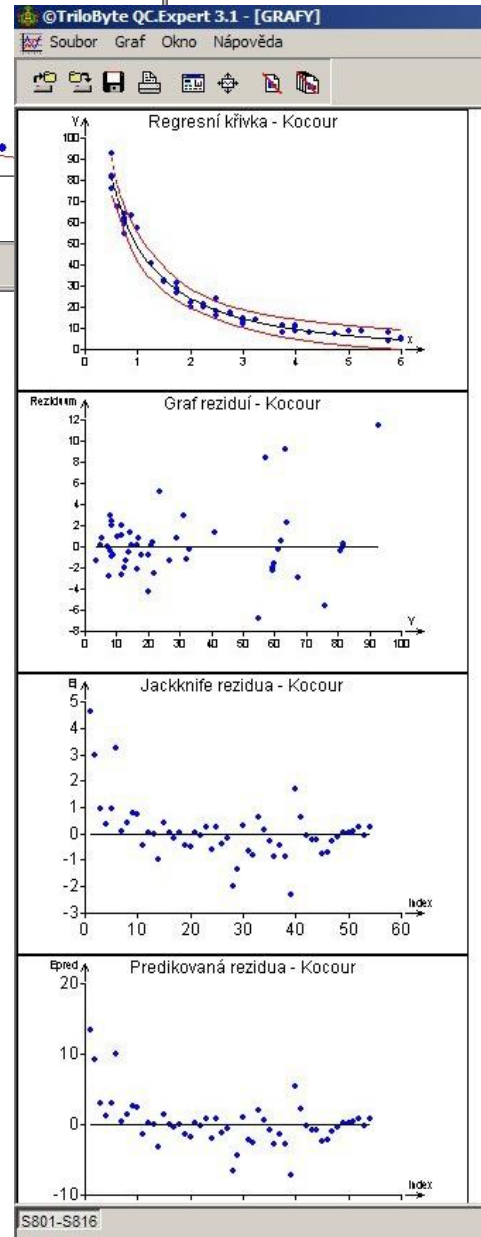 ©TriloByte QC.Expert 3.1 - [GRAFY]
Soubor Graf Okno Nápověda
Y Regresní křivka - Kocour
100
90
80
70
60
50
40
30
20
10
0
0 1 2 3 4 5 6 X
Reziduum Graf reziduí - Kocour
12
10
8
6
4
2
0
-2
-4
-6
-8
Y
0 10 20 30 40 50 60 70 80 90 100
EJ Jackknife rezidua - Kocour
5
4
3
2
1
0
-1
-2
-3
Index
0 10 20 30 40 50 60
Epred Predikovaná rezidua - Kocour
20
10
0
-10
Index
S801-S816